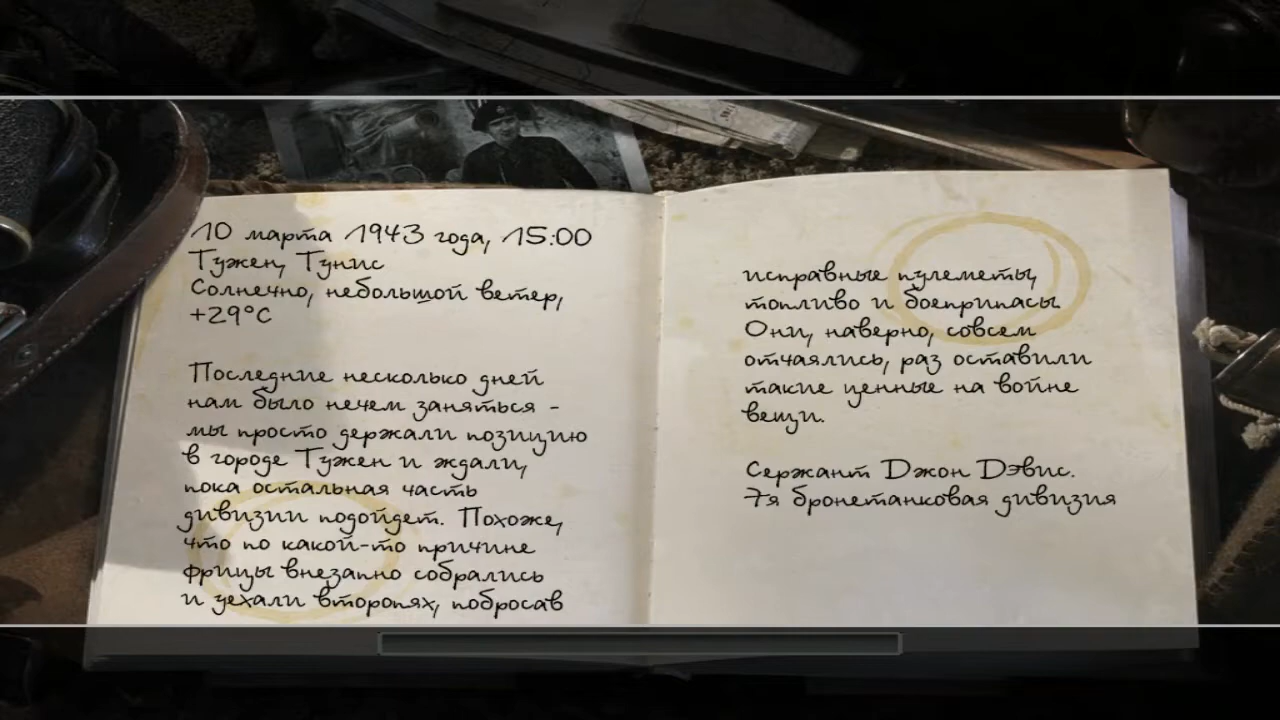 10 марта 1943 года, 15:00
Тужен, Тунис
Солнечно, небольшой ветер,
+29°C
Последние несколько дней
нам было нечем заняться -
мы просто держали позицию
в городе Тужен и ждали,
пока остальная часть
дивизии подойдет. Похоже,
что по какой-то причине
фрицы внезапно собрались
и уехали второпях, побросав
исправные пулеметы,
топливо и боеприпасы.
Они, наверно, совсем
отчаялись, раз оставили
такие ценные на войне
вещи.
Сержант Джон Дэвис.
7я бронетанковая дивизия